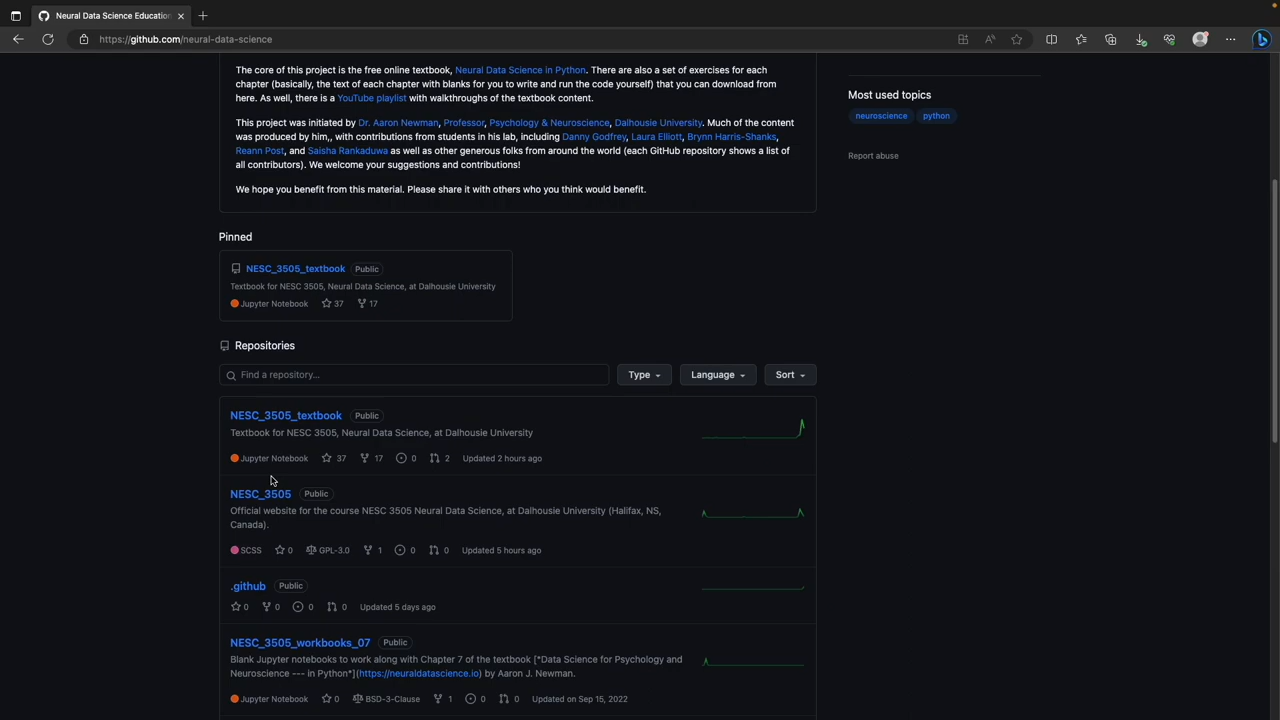 Neural Data Science Education
https://github.com/neural-data-science
The core of this project is the free online textbook, Neural Data Science in Python. There are also a set of exercises for each
chapter (basically, the text of each chapter with blanks for you to write and run the code yourself) that you can download from
here. As well, there is a YouTube playlist with walkthroughs of the textbook content.
This project was initiated by Dr. Aaron Newman, Professor, Psychology & Neuroscience, Dalhousie University. Much of the content
was produced by him,, with contributions from students in his lab, including Danny Godfrey, Laura Elliott, Brynn Harris-Shanks,
Reann Post, and Saisha Rankaduwa as well as other generous folks from around the world (each GitHub repository shows a list of
all contributors). We welcome your suggestions and contributions!
We hope you benefit from this material. Please share it with others who you think would benefit.
Most used topics
neuroscience python
Report abuse
Pinned
NESC_3505_textbook Public
Textbook for NESC 3505, Neural Data Science, at Dalhousie University
Jupyter Notebook 37 17
Repositories
Find a repository... Type Language Sort
NESC_3505_textbook Public
Textbook for NESC 3505, Neural Data Science, at Dalhousie University
Jupyter Notebook 37 17 0 2 Updated 2 hours ago
NESC_3505 Public
Official website for the course NESC 3505 Neural Data Science, at Dalhousie University (Halifax, NS,
Canada).
SCSS 0 GPL-3.0 1 0 0 Updated 5 hours ago
.github Public
0 0 0 0 Updated 5 days ago
NESC_3505_workbooks_07 Public
Blank Jupyter notebooks to work along with Chapter 7 of the textbook [*Data Science for Psychology and
Neuroscience --- in Python*](https://neuraldatascience.io) by Aaron J. Newman.
Jupyter Notebook 0 BSD-3-Clause 1 0 0 Updated on Sep 15, 2022